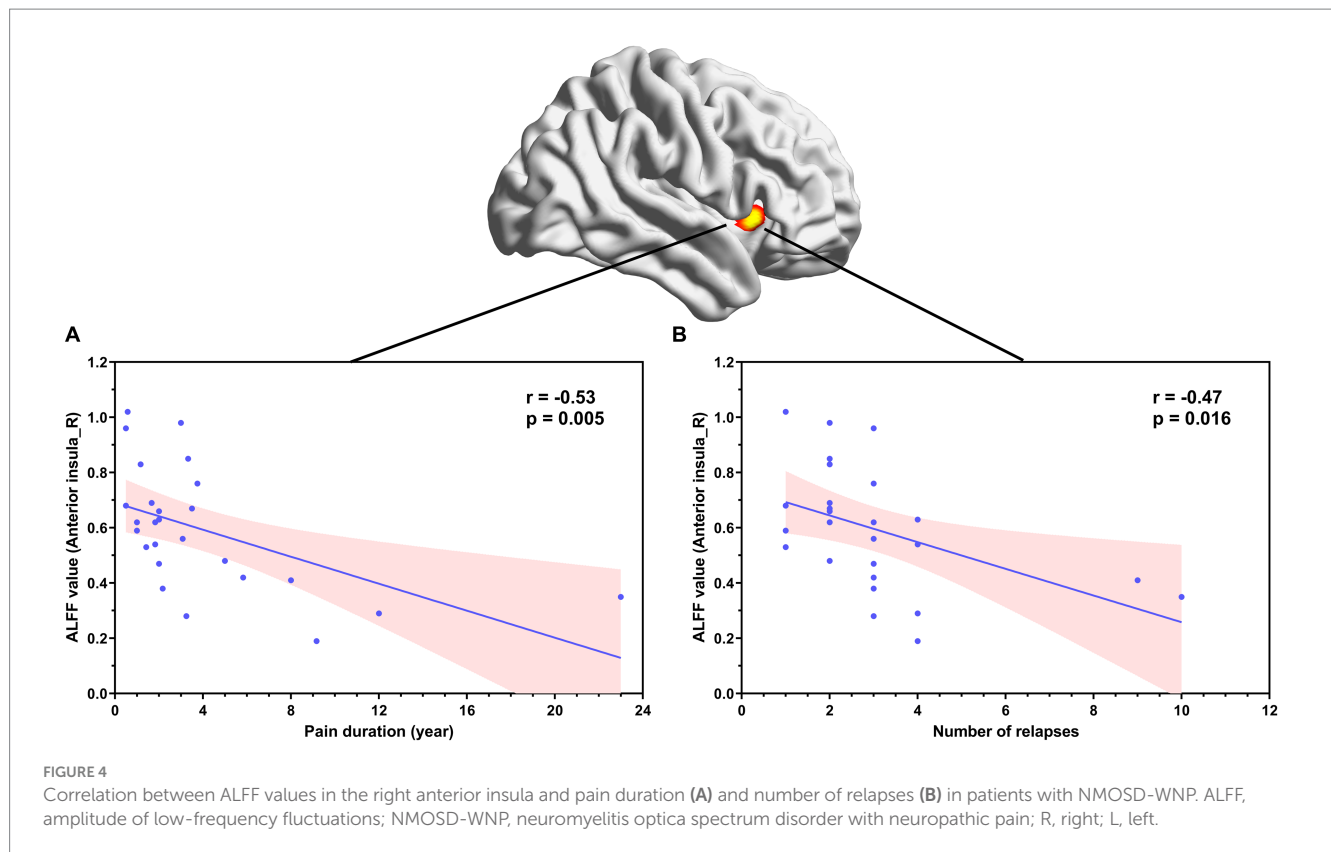 A
1.2
1.0
0.8
0.6
0.4
0.2
0.0
ALFF value (Anterior insula_R)
r = -0.53
p = 0.005
0 4 8 12 16 20 24
Pain duration (year)
B
1.2
1.0
0.8
0.6
0.4
0.2
0.0
ALFF value (Anterior insula_R)
r = -0.47
p = 0.016
0 2 4 6 8 10 12
Number of relapses
FIGURE 4
Correlation between ALFF values in the right anterior insula and pain duration (A) and number of relapses (B) in patients with NMOSD-WNP. ALFF,
amplitude of low-frequency fluctuations; NMOSD-WNP, neuromyelitis optica spectrum disorder with neuropathic pain; R, right; L, left.